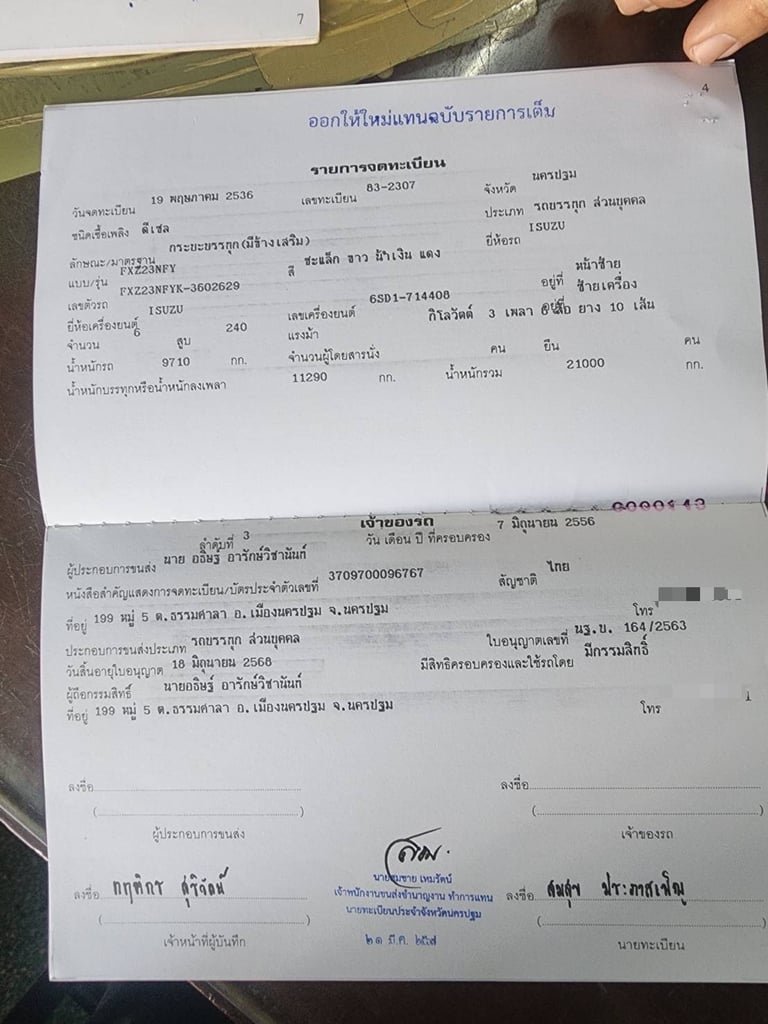 7
4
ออกให้ใหม่แทนฉบับรายการเต็ม
รายการจดทะเบียน
วันจดทะเบียน 19 พฤษภาคม 2536 เลขทะเบียน 83-2307 จังหวัด นครปฐม
ชนิดเชื้อเพลิง ดีเซล ประเภท รถบรรทุก ส่วนบุคคล
ลักษณะ/มาตรฐาน กระบะบรรทุก(มีข้างเสริม) ยี่ห้อรถ ISUZU
แบบ/รุ่น FXZ23NFY สี ชะแล็ก ขาว น้ำเงิน แดง
เลขตัวรถ FXZ23NFYK-3602629 อยู่ที่ หน้าซ้าย
ยี่ห้อเครื่องยนต์ ISUZU เลขเครื่องยนต์ 6SD1-714408 อยู่ที่ ซ้ายเครื่อง
จำนวน 6 สูบ 240 แรงม้า กิโลวัตต์ 3 เพลา 6 ล้อ ยาง 10 เส้น
น้ำหนักรถ 9710 กก. จำนวนผู้โดยสารนั่ง คน ยืน คน
น้ำหนักบรรทุกหรือน้ำหนักลงเพลา 11290 กก. น้ำหนักรวม 21000 กก.
เจ้าของรถ
ลำดับที่ 3 วัน เดือน ปี ที่ครอบครอง 7 มิถุนายน 2556
ผู้ประกอบการขนส่ง นาย อธิษฐ์ อารักษ์วิชานันท์
หนังสือสำคัญแสดงการจดทะเบียน/บัตรประจำตัวเลขที่ 3709700096767 สัญชาติ ไทย
ที่อยู่ 199 หมู่ 5 ต.ธรรมศาลา อ.เมืองนครปฐม จ.นครปฐม โทร
ประกอบการขนส่งประเภท รถบรรทุก ส่วนบุคคล ใบอนุญาตเลขที่ นฐ.บ. 164/2563
วันสิ้นอายุใบอนุญาต 18 มิถุนายน 2568 มีสิทธิครอบครองและใช้รถโดย มีกรรมสิทธิ์
ผู้ถือกรรมสิทธิ์ นายอธิษฐ์ อารักษ์วิชานันท์
ที่อยู่ 199 หมู่ 5 ต.ธรรมศาลา อ.เมืองนครปฐม จ.นครปฐม โทร
ลงชื่อ ลงชื่อ
( ) ( )
ผู้ประกอบการขนส่ง เจ้าของรถ
นายสมชาย เหมรัตน์
เจ้าพนักงานขนส่งชำนาญงาน ทำการแทน
นายทะเบียนประจำจังหวัดนครปฐม
ลงชื่อ ลงชื่อ
( ) ( )
เจ้าหน้าที่ผู้บันทึก นายทะเบียน